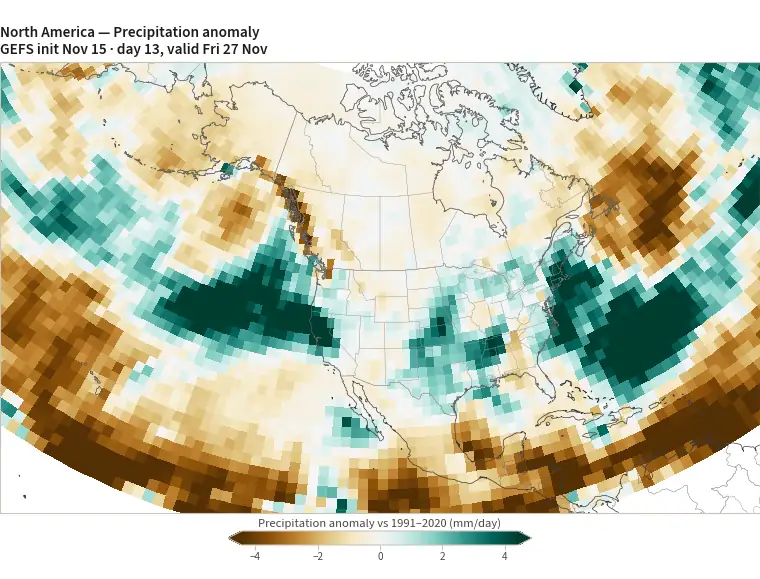 North America — Precipitation anomaly
GEFS init Nov 15 · day 13, valid Fri 27 Nov
Precipitation anomaly vs 1991–2020 (mm/day)
−4 −2 0 2 4